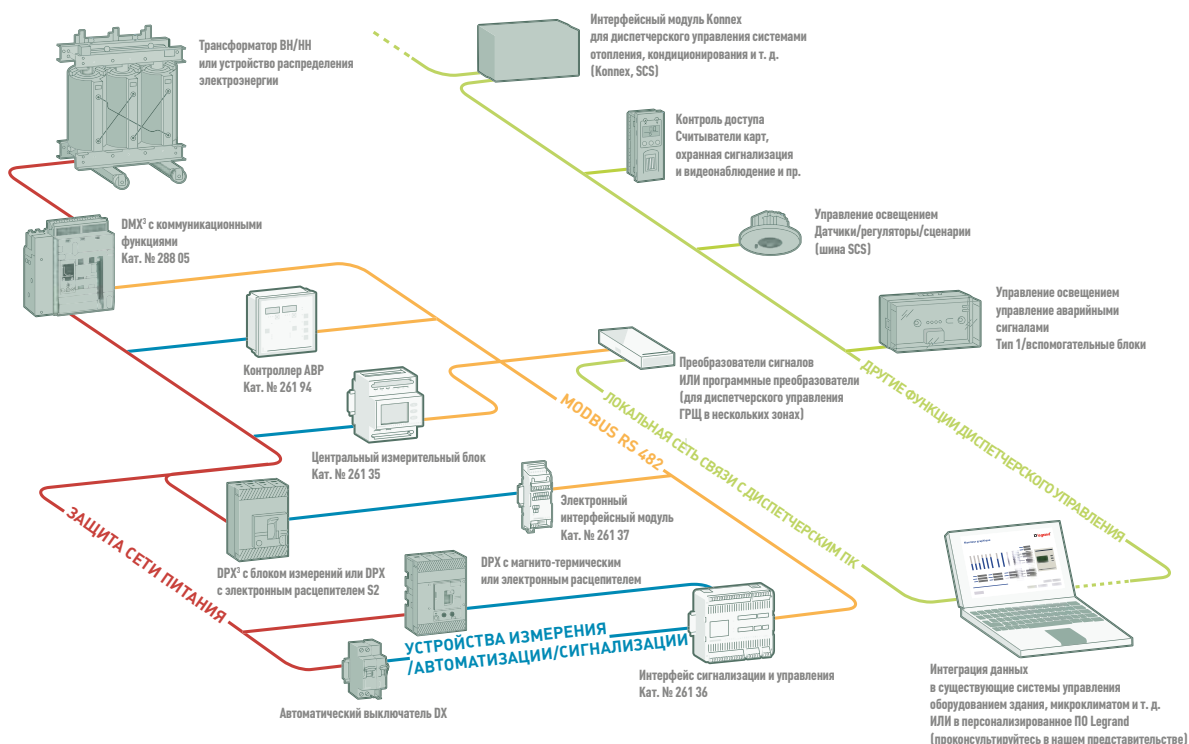 Трансформатор ВН/НН
или устройство распределения
электроэнергии
Интерфейсный модуль Konnex
для диспетчерского управления системами
отопления, кондиционирования и т. д.
(Konnex, SCS)
Контроль доступа
Считыватели карт,
охранная сигнализация
и видеонаблюдение и пр.
DMX³ с коммуникационными
функциями
Кат. № 288 05
Управление освещением
Датчики/регуляторы/сценарии
(шина SCS)
Управление освещением
управление аварийными
сигналами
Тип 1/вспомогательные блоки
Контроллер АВР
Кат. № 261 94
Преобразователи сигналов
ИЛИ программные преобразователи
(для диспетчерского управления
ГРЩ в нескольких зонах)
Центральный измерительный блок
Кат. № 261 35
MODBUS RS 482
ЛОКАЛЬНАЯ СЕТЬ СВЯЗИ С ДИСПЕТЧЕРСКИМ ПК
ДРУГИЕ ФУНКЦИИ ДИСПЕТЧЕРСКОГО УПРАВЛЕНИЯ
Электронный
интерфейсный модуль
Кат. № 261 37
ЗАЩИТА СЕТИ ПИТАНИЯ
DPX³ с блоком измерений или DPX
с электронным расцепителем S2
DPX с магнито-термическим
или электронным расцепителем
УСТРОЙСТВА ИЗМЕРЕНИЯ
/АВТОМАТИЗАЦИИ/СИГНАЛИЗАЦИИ
Интерфейс сигнализации и управления
Кат. № 261 36
Автоматический выключатель DX
legrand
Интеграция данных
в существующие системы управления
оборудованием здания, микроклиматом и т. д.
ИЛИ в персонализированное ПО Legrand
(проконсультируйтесь в нашем представительстве)